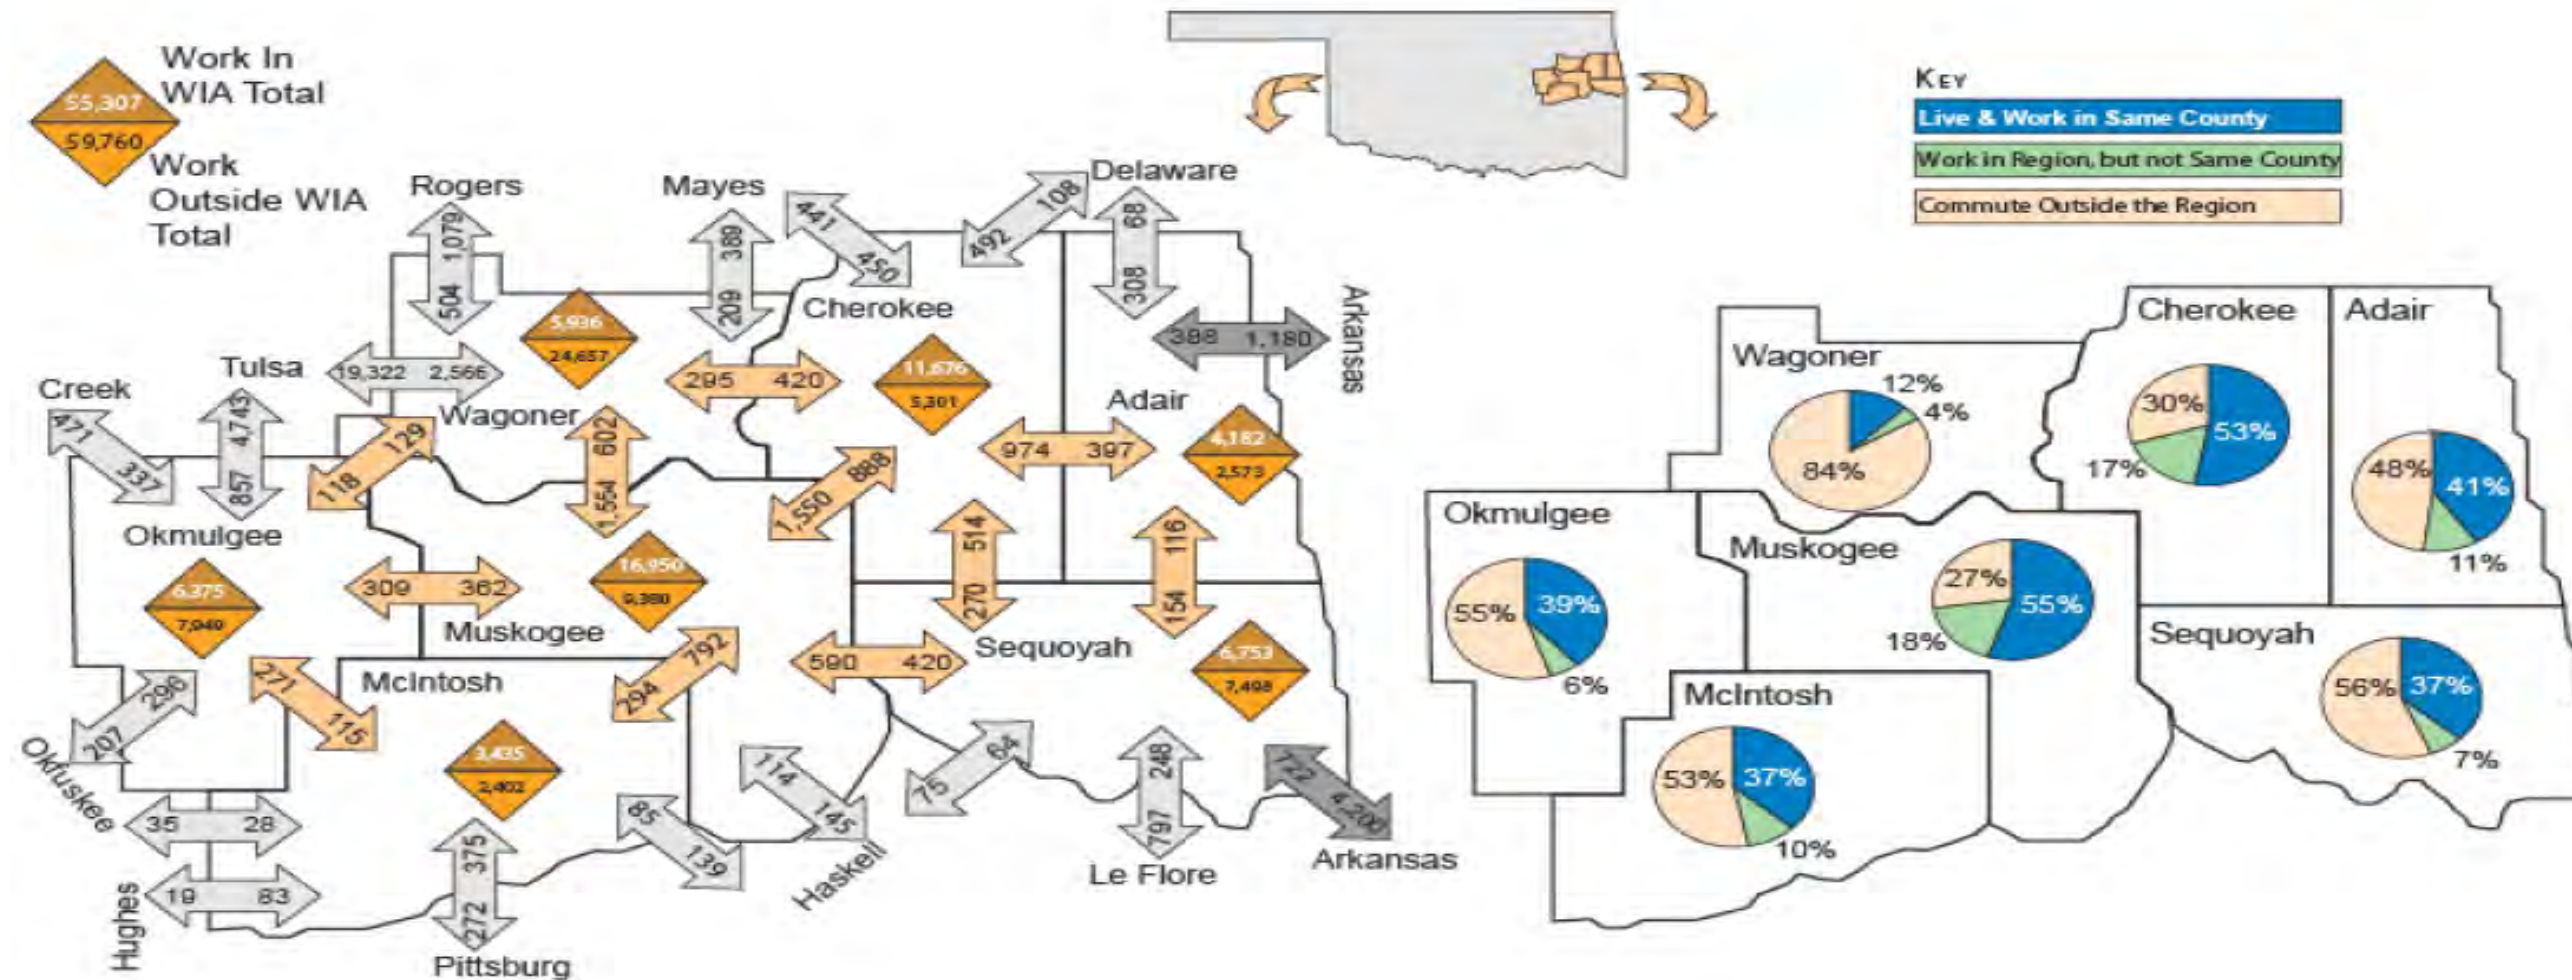 55,307
59,760
Work In
WIA Total
Work
Outside WIA
Total
Rogers
1079
504
Mayes
389
209
441
450
492
108
Delaware
68
308
Arkansas
388 1,180
Creek
471
337
Tulsa
4,743
857
19,322 2,566
5,936
24,657
Wagoner
295 420
Cherokee
11,676
5,301
Adair
974 397
4,182
2,573
118
129
602
1,554
1,550
888
Okmulgee
6,375
7,949
309 362
16,950
9,380
Muskogee
514
270
116
154
Sequoyah
590 420
6,753
7,498
271
115
McIntosh
294
792
3,435
2,402
296
207
Okfuskee
35 28
Hughes
19 83
375
272
Pittsburg
85
139
114
145
Haskell
75
64
248
797
Le Flore
722
4,200
Arkansas
KEY
Live & Work in Same County
Work in Region, but not Same County
Commute Outside the Region
Wagoner
12%
4%
84%
Cherokee
30%
53%
17%
Adair
48%
41%
11%
Okmulgee
55%
39%
6%
Muskogee
27%
55%
18%
Sequoyah
56%
37%
7%
McIntosh
53%
37%
10%